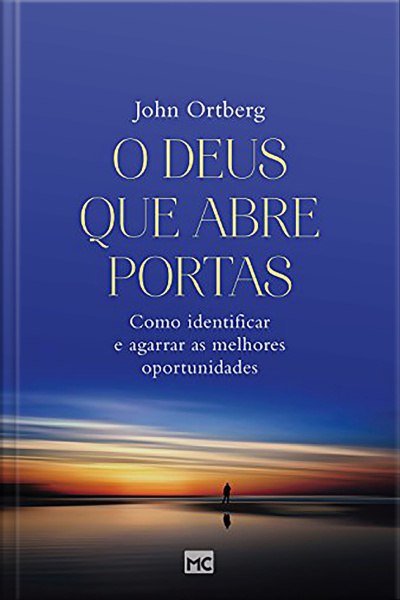 John Ortberg
O DEUS
QUE ABRE
PORTAS
Como identificar
e agarrar as melhores
oportunidades
MC